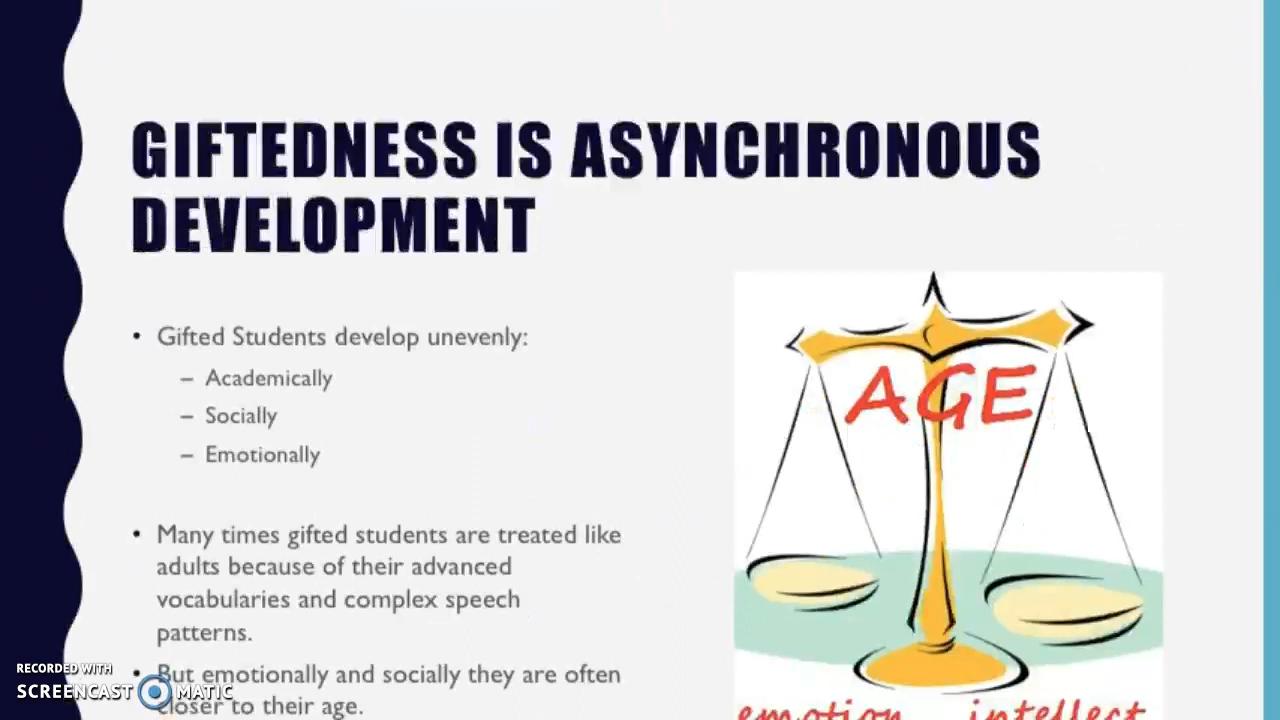 GIFTEDNESS IS ASYNCHRONOUS
DEVELOPMENT
• Gifted Students develop unevenly:
– Academically
– Socially
– Emotionally
• Many times gifted students are treated like
adults because of their advanced
vocabularies and complex speech
patterns.
• But emotionally and socially they are often
closer to their age.
AGE
emotion intellect
RECORDED WITH
SCREENCAST MATIC